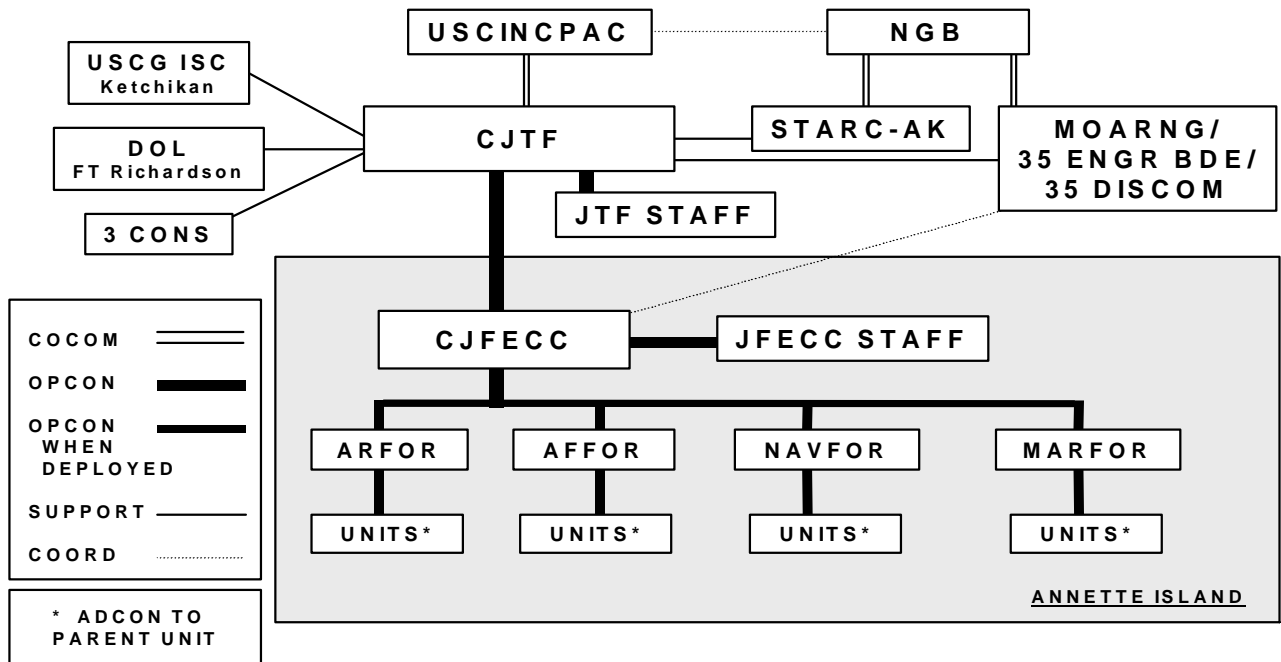 USCINCPAC
NGB
USCG ISC
Ketchikan
CJTF
STARC-AK
MOARNG/
35 ENGR BDE/
35 DISCOM
DOL
FT Richardson
JTF STAFF
3 CONS
CJFECC
JFECC STAFF
COCOM
OPCON
OPCON
WHEN
DEPLOYED
SUPPORT
COORD
ARFOR
AFFOR
NAVFOR
MARFOR
UNITS*
UNITS*
UNITS*
UNITS*
ANNETTE ISLAND
* ADCON TO
PARENT UNIT